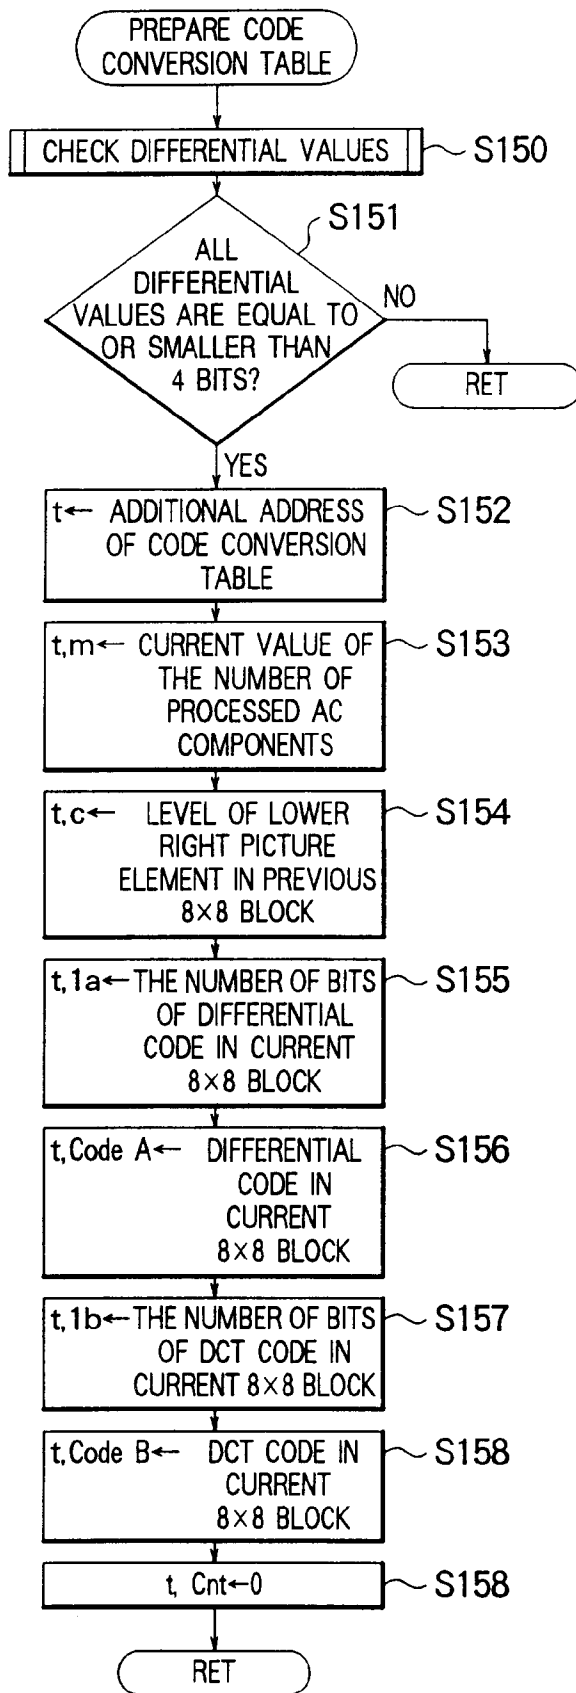 PREPARE CODE
CONVERSION TABLE
CHECK DIFFERENTIAL VALUES
S150
S151
ALL
DIFFERENTIAL
VALUES ARE EQUAL TO
OR SMALLER THAN
4 BITS?
NO
RET
YES
t← ADDITIONAL ADDRESS
OF CODE CONVERSION
TABLE
S152
t,m← CURRENT VALUE OF
THE NUMBER OF
PROCESSED AC
COMPONENTS
S153
t,c← LEVEL OF LOWER
RIGHT PICTURE
ELEMENT IN PREVIOUS
8×8 BLOCK
S154
t,1a← THE NUMBER OF BITS
OF DIFFERENTIAL
CODE IN CURRENT
8×8 BLOCK
S155
t,Code A← DIFFERENTIAL
CODE IN
CURRENT
8×8 BLOCK
S156
t,1b← THE NUMBER OF BITS
OF DCT CODE IN
CURRENT 8×8 BLOCK
S157
t,Code B← DCT CODE IN
CURRENT
8×8 BLOCK
S158
t, Cnt←0
S158
RET